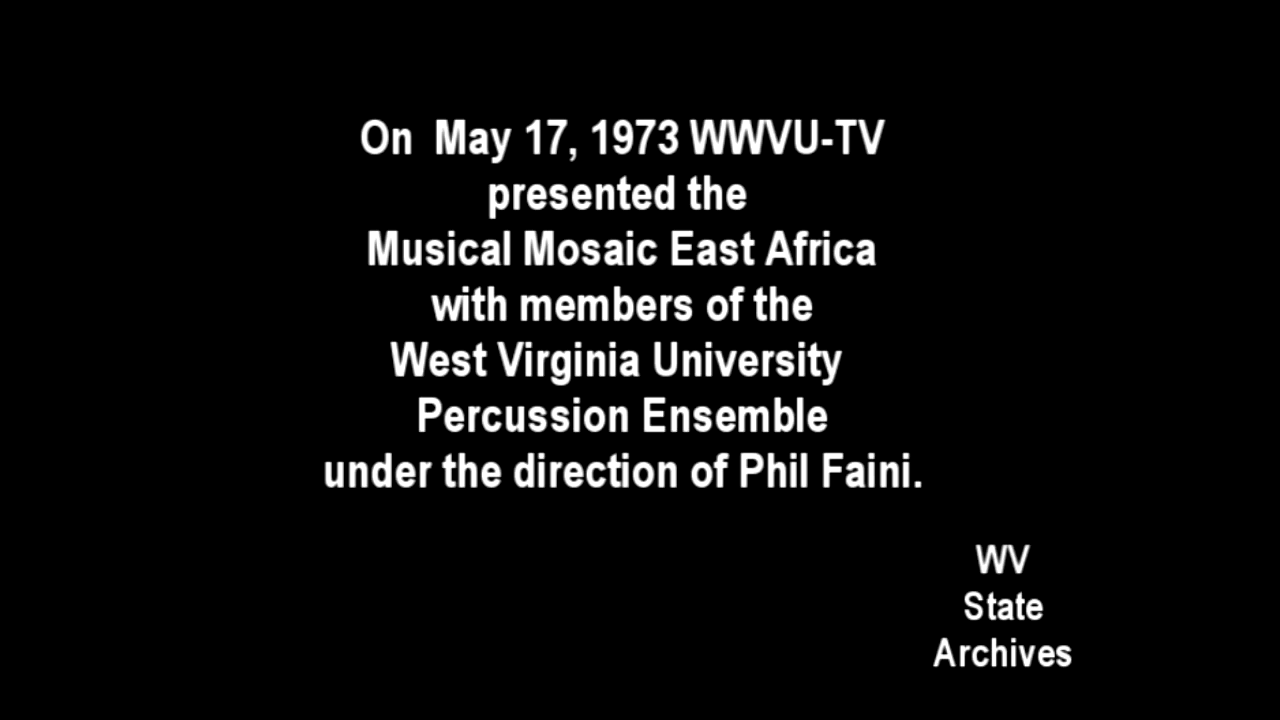 On May 17, 1973 WWVU-TV
presented the
Musical Mosaic East Africa
with members of the
West Virginia University
Percussion Ensemble
under the direction of Phil Faini.
WV
State
Archives